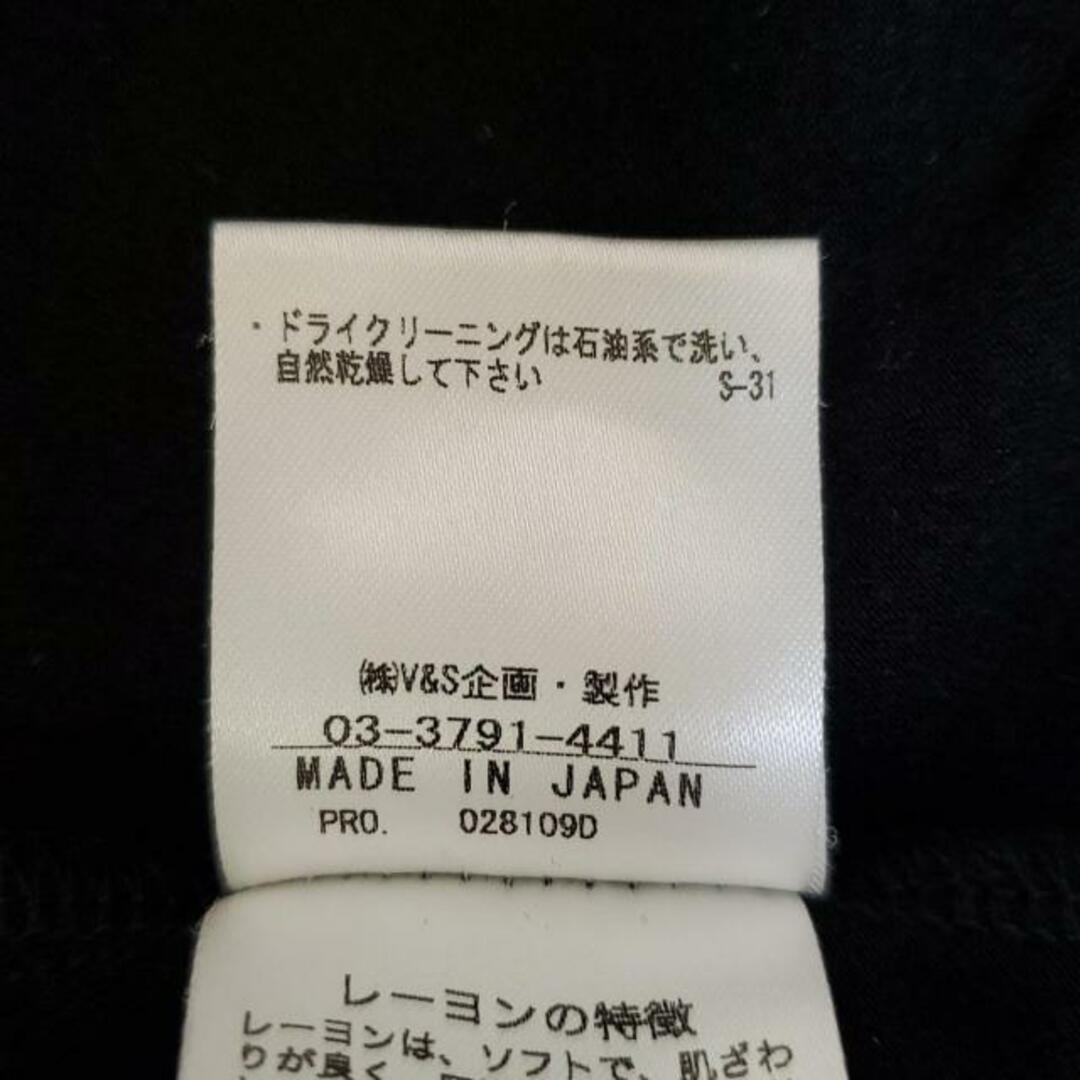 ・ドライクリーニングは石油系で洗い、
自然乾燥して下さい S-31
㈱V&S企画・製作
03-3791-4411
MADE IN JAPAN
PRO. 028109D
レーヨンの特徴
レーヨンは、ソフトで、肌ざわ
りが良く、